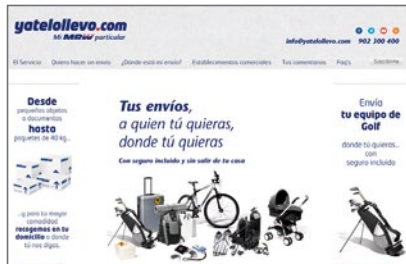 yatelollevo.com
Mi MRW particular
info@yatelollevo.com 902 300 400
El Servicio Quiero hacer un envío ¿Dónde está mi envío? Establecimientos comerciales Tus comentarios Faq's Suscribirme
Desde
pequeños objetos
o documentos
hasta
paquetes de 40 kg...
...y para tu mayor
comodidad
recogemos en tu
domicilio o donde
tú nos digas.
Tus envíos,
a quien tú quieras,
donde tú quieras
Con seguro incluido y sin salir de tu casa
Envía
tu equipo de
Golf
donde tú quieras...
con
seguro incluido